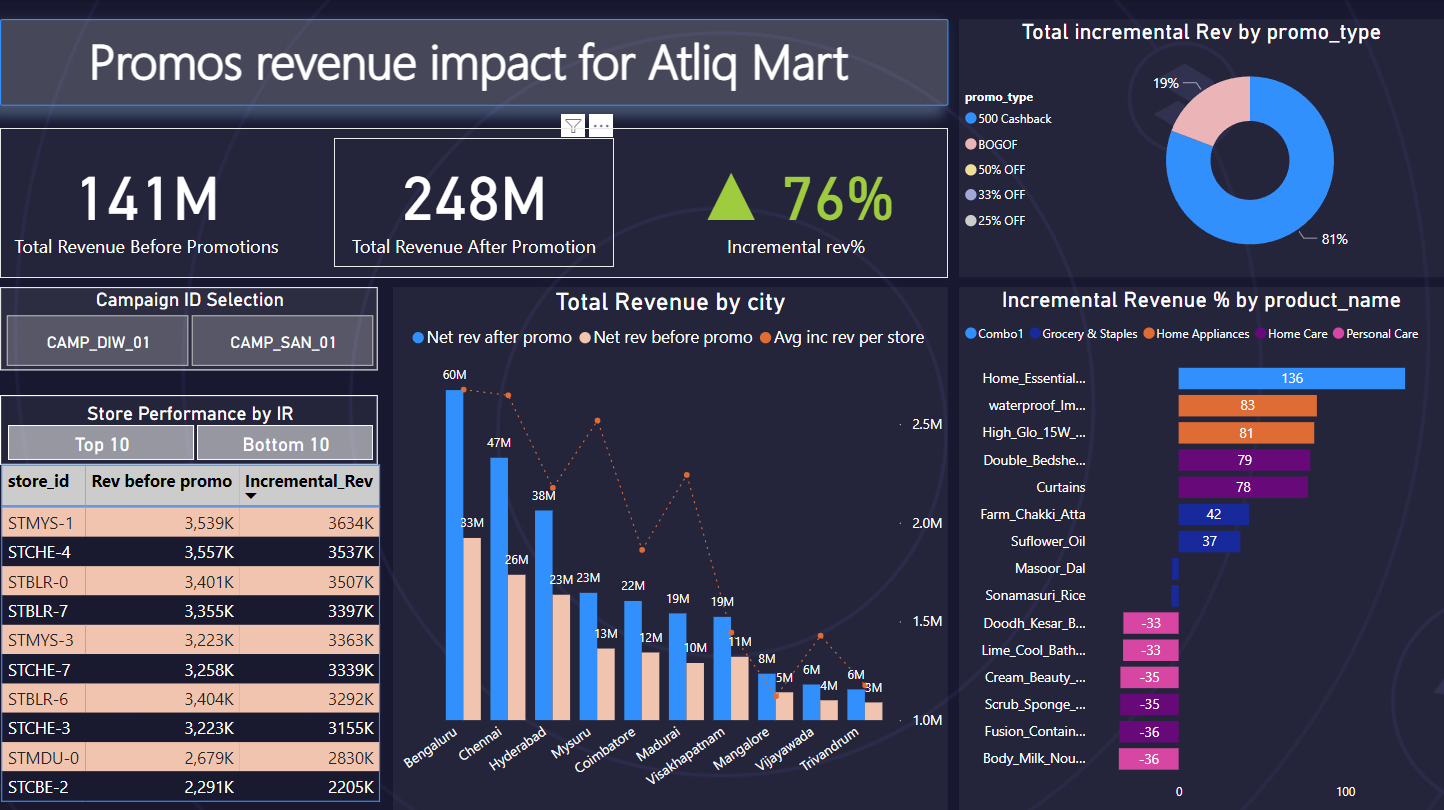 Promos revenue impact for Atliq Mart
141M
Total Revenue Before Promotions
248M
Total Revenue After Promotion
76%
Incremental rev%
Total incremental Rev by promo_type
promo_type
500 Cashback
BOGOF
50% OFF
33% OFF
25% OFF
19%
81%
Campaign ID Selection
CAMP_DIW_01 CAMP_SAN_01
Store Performance by IR
Top 10 Bottom 10
store_id Rev before promo Incremental_Rev
STMYS-1 3,539K 3634K
STCHE-4 3,557K 3537K
STBLR-0 3,401K 3507K
STBLR-7 3,355K 3397K
STMYS-3 3,223K 3363K
STCHE-7 3,258K 3339K
STBLR-6 3,404K 3292K
STCHE-3 3,223K 3155K
STMDU-0 2,679K 2830K
STCBE-2 2,291K 2205K
Total Revenue by city
Net rev after promo Net rev before promo Avg inc rev per store
60M
47M
38M
33M
26M
23M
23M
22M
19M
19M
13M
12M
10M
11M
8M
5M
6M
4M
6M
3M
2.5M
2.0M
1.5M
1.0M
Bengaluru
Chennai
Hyderabad
Mysuru
Coimbatore
Madurai
Visakhapatnam
Mangalore
Vijayawada
Trivandrum
Incremental Revenue % by product_name
Combo1 Grocery & Staples Home Appliances Home Care Personal Care
Home_Essential... 136
waterproof_Im... 83
High_Glo_15W_... 81
Double_Bedshe... 79
Curtains 78
Farm_Chakki_Atta 42
Suflower_Oil 37
Masoor_Dal
Sonamasuri_Rice
Doodh_Kesar_B... -33
Lime_Cool_Bath... -33
Cream_Beauty_... -35
Scrub_Sponge_... -35
Fusion_Contain... -36
Body_Milk_Nou... -36
0 100